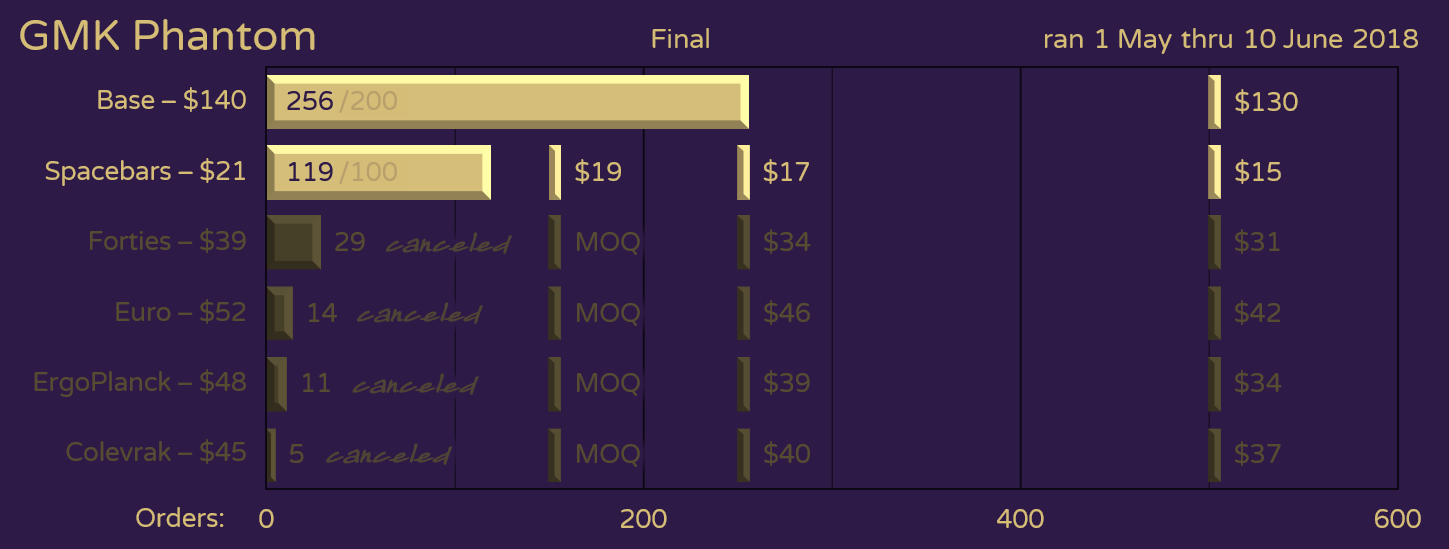 GMK Phantom Final ran 1 May thru 10 June 2018
Base – $140 256 /200 $130
Spacebars – $21 119 /100 $19 $17 $15
Forties – $39 29 canceled MOQ $34 $31
Euro – $52 14 canceled MOQ $46 $42
ErgoPlanck – $48 11 canceled MOQ $39 $34
Colevrak – $45 5 canceled MOQ $40 $37
Orders: 0 200 400 600